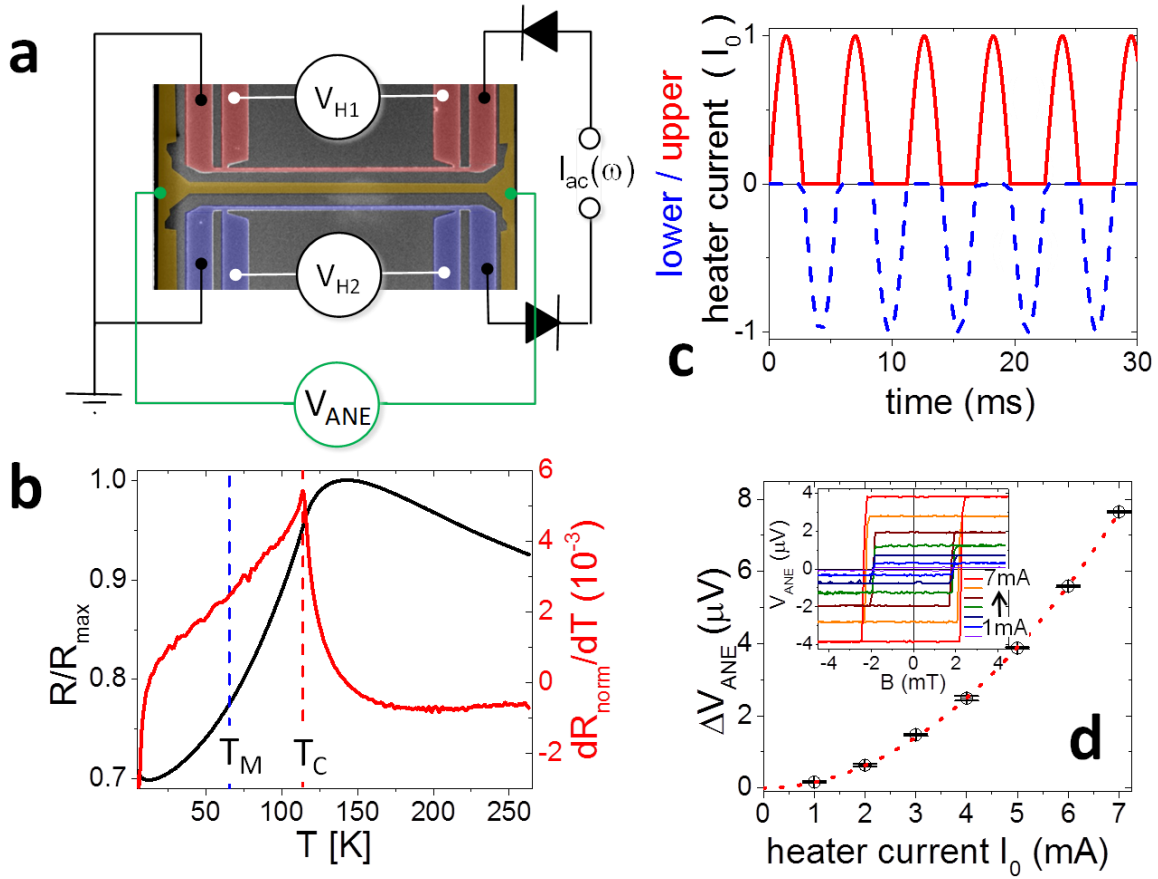 a
V_H1
I_ac(ω)
V_H2
V_ANE
b
1.0
0.9
0.8
0.7
R/R_max
6
4
2
0
-2
dR_norm/dT (10^-3)
T_M
T_C
50
100
150
200
250
T [K]
c
lower / upper
heater current ( I_0 )
1
0
-1
0
10
20
30
time (ms)
d
8
6
4
2
0
ΔV_ANE (μV)
4
2
0
-2
-4
V_ANE (μV)
7mA
1mA
-4
-2
0
2
4
B (mT)
0
1
2
3
4
5
6
7
heater current I_0 (mA)